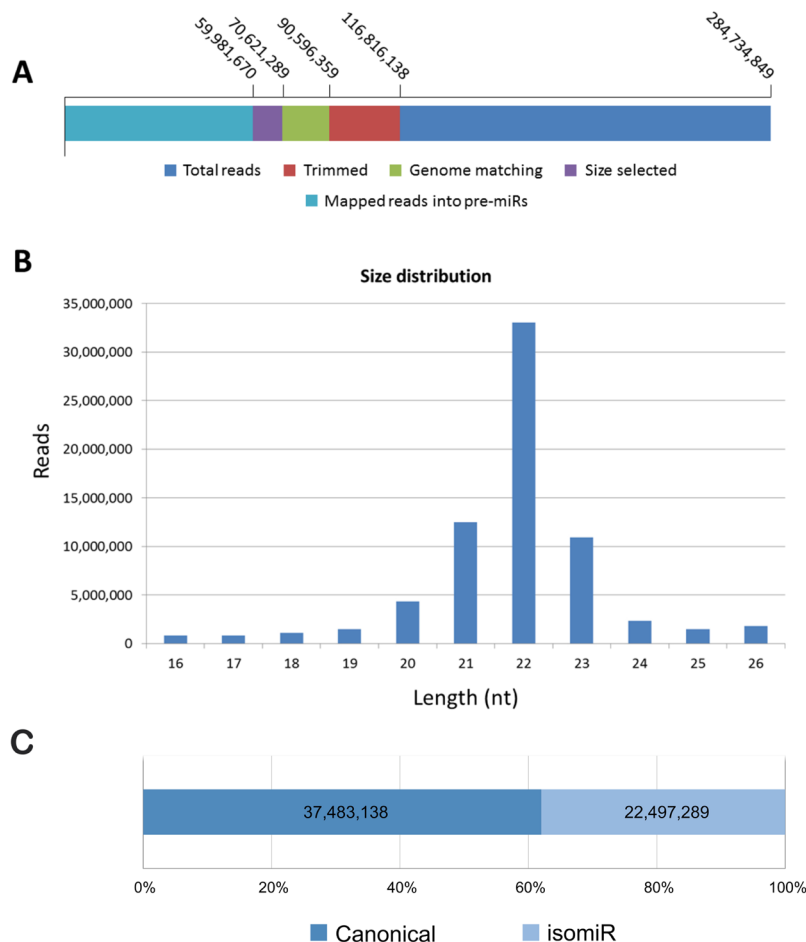 59,981,670
70,621,289
90,596,359
116,816,138
284,734,849
A
Total reads Trimmed Genome matching Size selected
Mapped reads into pre-miRs
B
Size distribution
35,000,000
30,000,000
25,000,000
20,000,000
15,000,000
10,000,000
5,000,000
0
Reads
16 17 18 19 20 21 22 23 24 25 26
Length (nt)
C
37,483,138 22,497,289
0% 20% 40% 60% 80% 100%
Canonical isomiR